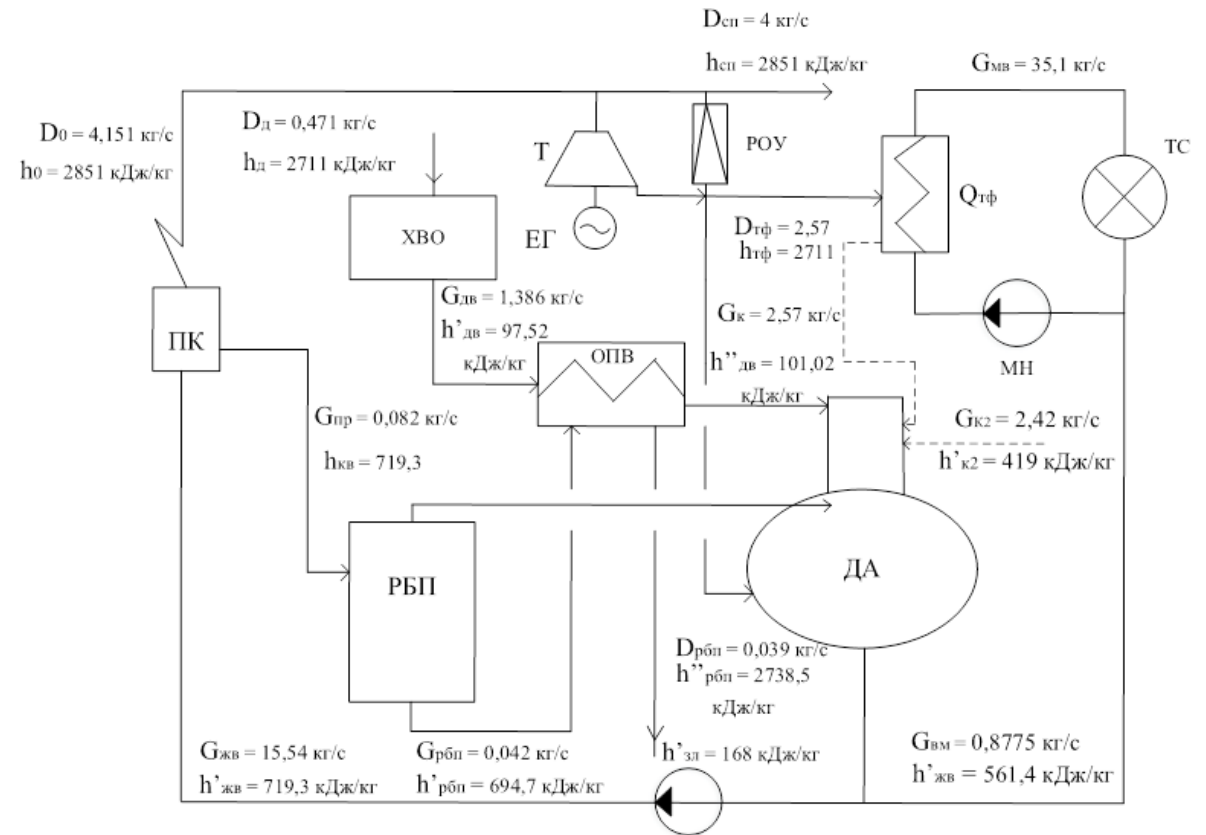 Dсп = 4 кг/с
hсп = 2851 кДж/кг
Gмв = 35,1 кг/с
D0 = 4,151 кг/с
h0 = 2851 кДж/кг
Dд = 0,471 кг/с
hд = 2711 кДж/кг
Т
РОУ
ТС
ХВО
ЕГ
Qтф
Dтф = 2,57
hтф = 2711
Gдв = 1,386 кг/с
h’дв = 97,52
кДж/кг
Gк = 2,57 кг/с
ПК
ОПВ
h’’дв = 101,02
кДж/кг
МН
Gпр = 0,082 кг/с
hкв = 719,3
Gк2 = 2,42 кг/с
h’к2 = 419 кДж/кг
РБП
ДА
Dрбп = 0,039 кг/с
h’’рбп = 2738,5
кДж/кг
Gжв = 15,54 кг/с
h’жв = 719,3 кДж/кг
Gрбп = 0,042 кг/с
h’рбп = 694,7 кДж/кг
h’зл = 168 кДж/кг
Gвм = 0,8775 кг/с
h’жв = 561,4 кДж/кг